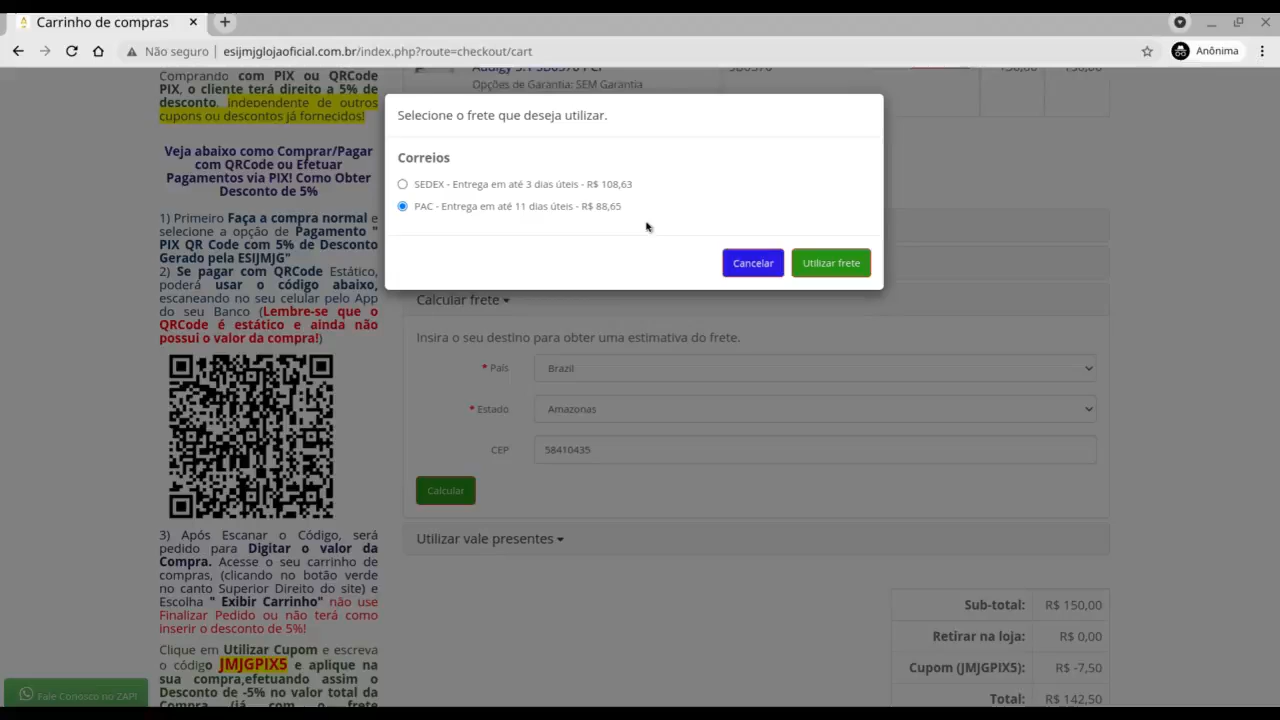 Carrinho de compras
Não seguro
esijmjglojaoficial.com.br/index.php?route=checkout/cart
Anônima
Comprando com PIX ou QRCode
PIX, o cliente terá direito a 5% de
desconto, independente de outros
cupons ou descontos já fornecidos!
Veja abaixo como Comprar/Pagar
com QRCode ou Efetuar
Pagamentos via PIX! Como Obter
Desconto de 5%
1) Primeiro Faça a compra normal e
selecione a opção de Pagamento "
PIX QR Code com 5% de Desconto
Gerado pela ESIJMJG"
2) Se pagar com QRCode Estático,
poderá usar o código abaixo,
escaneando no seu celular pelo App
do seu Banco (Lembre-se que o
QRCode é estático e ainda não
possui o valor da compra!)
3) Após Escanar o Código, será
pedido para Digitar o valor da
Compra. Acesse o seu carrinho de
compras, (clicando no botão verde
no canto Superior Direito do site) e
Escolha " Exibir Carrinho" não use
Finalizar Pedido ou não terá como
inserir o desconto de 5%!
Clique em Utilizar Cupom e escreva
o código JMJGPIX5 e aplique na
sua compra,efetuando assim o
Desconto de -5% no valor total da
Compra (já com o frete
Fale Conosco no ZAP!
Opções de Garantia: SEM Garantia
Selecione o frete que deseja utilizar.
Correios
SEDEX - Entrega em até 3 dias úteis - R$ 108,63
PAC - Entrega em até 11 dias úteis - R$ 88,65
Cancelar
Utilizar frete
Calcular frete
Insira o seu destino para obter uma estimativa do frete.
* País
Brazil
* Estado
Amazonas
CEP
58410435
Calcular
Utilizar vale presentes
Sub-total: R$ 150,00
Retirar na loja: R$ 0,00
Cupom (JMJGPIX5): R$ -7,50
Total: R$ 142,50